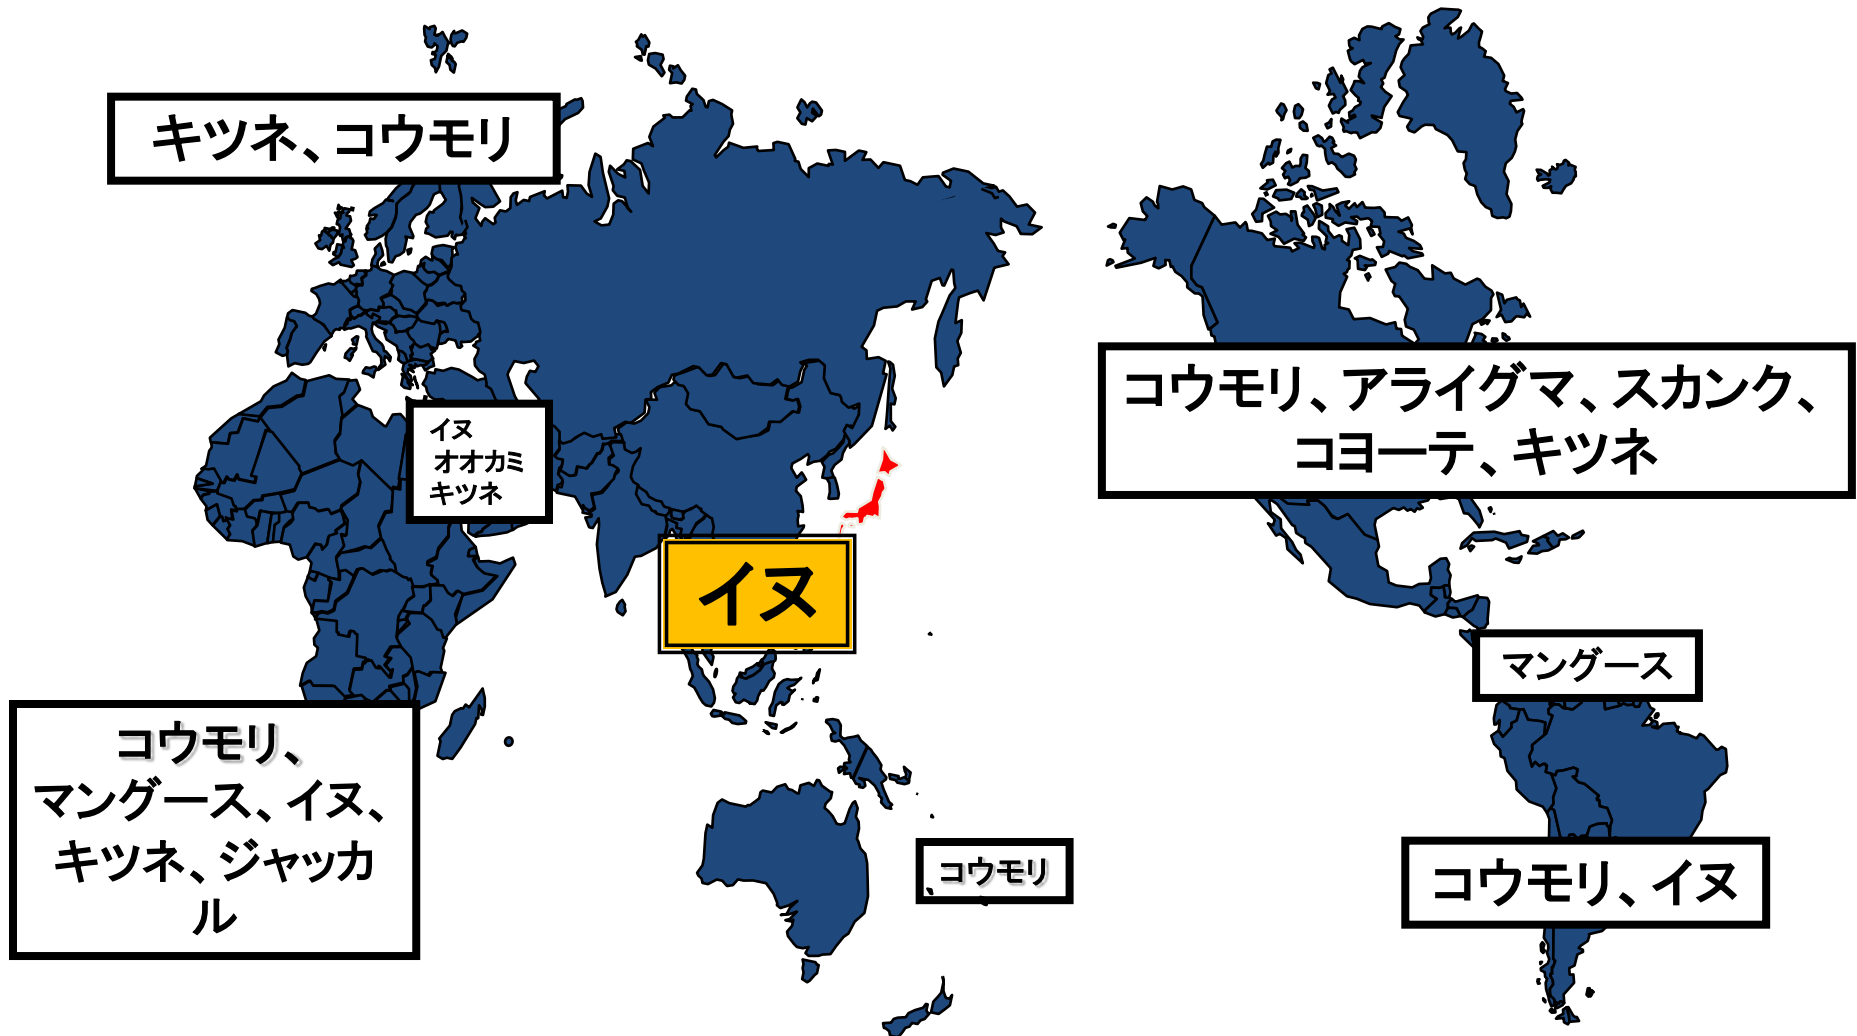 キツネ、コウモリ
コウモリ、アライグマ、スカンク、
コヨーテ、キツネ
イヌ
オオカミ
キツネ
イヌ
マングース
コウモリ、
マングース、イヌ、
キツネ、ジャッカ
ル
コウモリ
コウモリ、イヌ